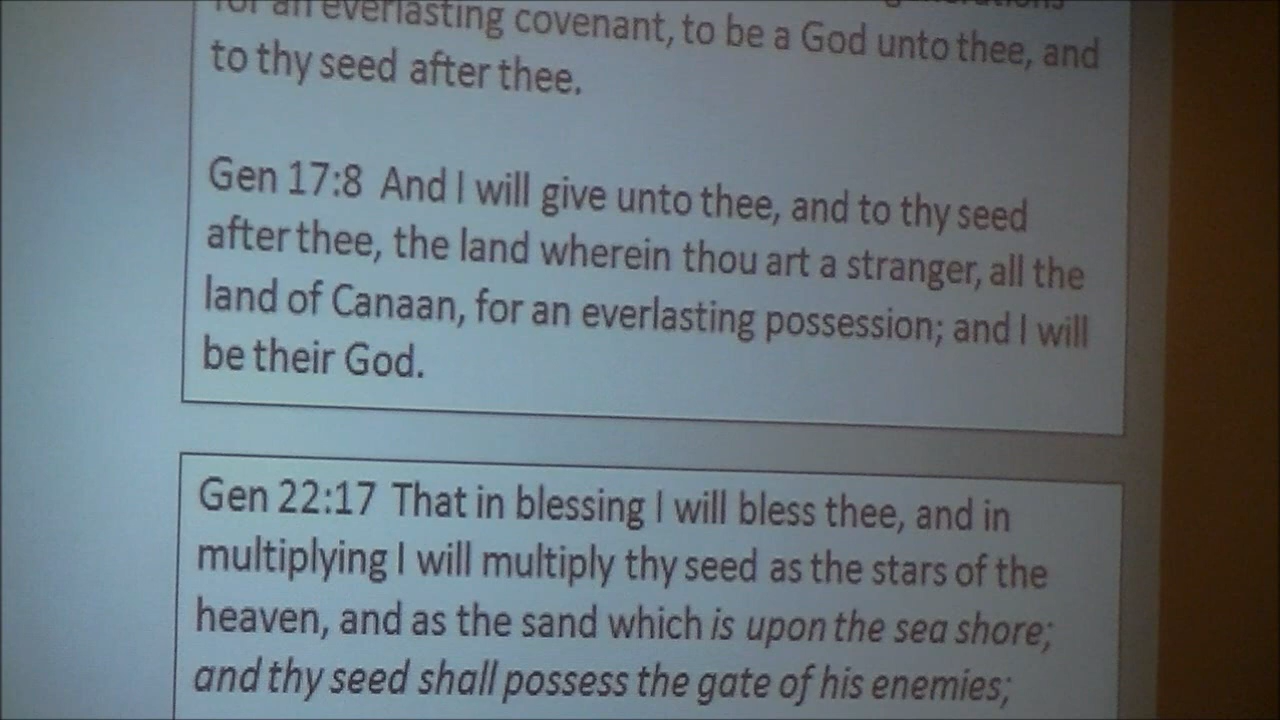 for an everlasting covenant, to be a God unto thee, and
to thy seed after thee.
Gen 17:8 And I will give unto thee, and to thy seed
after thee, the land wherein thou art a stranger, all the
land of Canaan, for an everlasting possession; and I will
be their God.
Gen 22:17 That in blessing I will bless thee, and in
multiplying I will multiply thy seed as the stars of the
heaven, and as the sand which is upon the sea shore;
and thy seed shall possess the gate of his enemies;